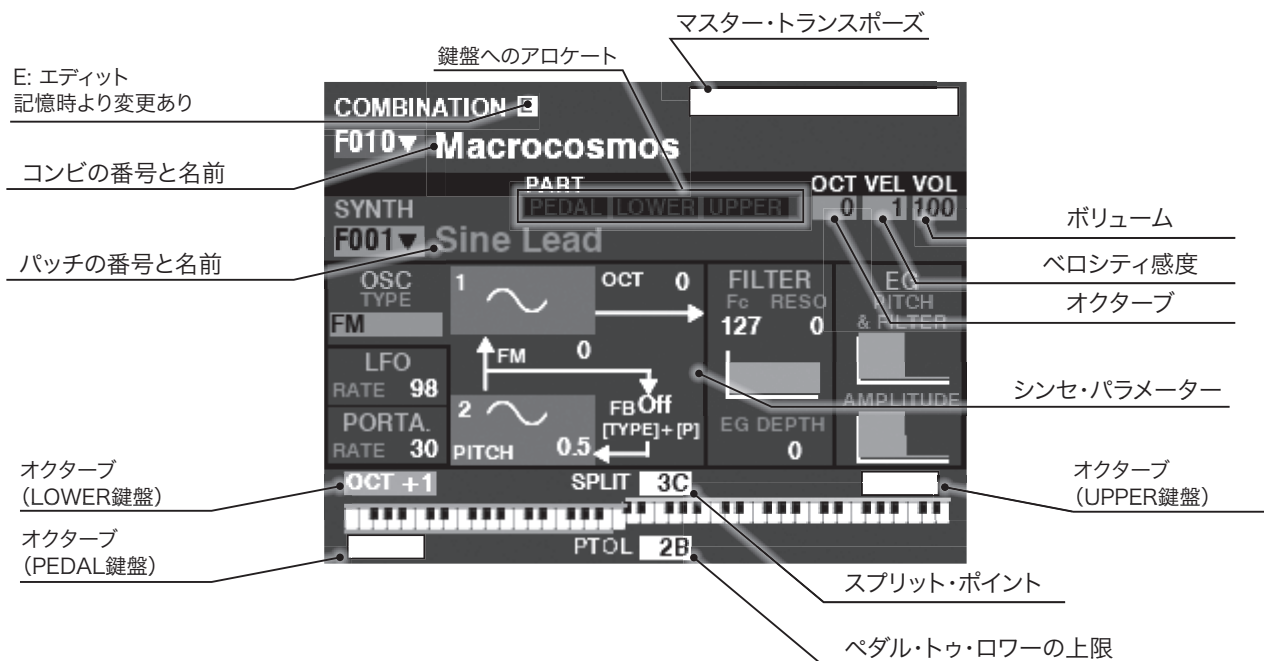 マスター・トランスポーズ
鍵盤へのアロケート
E: エディット
記憶時より変更あり
COMBINATION E
F010▼ Macrocosmos
コンビの番号と名前
PART
OCT VEL VOL
SYNTH
PEDAL LOWER UPPER
0 1 100
ボリューム
F001▼ Sine Lead
パッチの番号と名前
ベロシティ感度
オクターブ
OSC
TYPE
FM
1
OCT 0
FILTER
Fc RESO
127 0
EG
PITCH
& FILTER
LFO
RATE 98
FM 0
シンセ・パラメーター
AMPLITUDE
PORTA.
RATE 30
2
PITCH 0.5
FB Off
[TYPE]+[P]
EG DEPTH
0
オクターブ
(LOWER鍵盤)
OCT +1
SPLIT 3C
オクターブ
(UPPER鍵盤)
オクターブ
(PEDAL鍵盤)
PTOL 2B
スプリット・ポイント
ペダル・トゥ・ロワーの上限